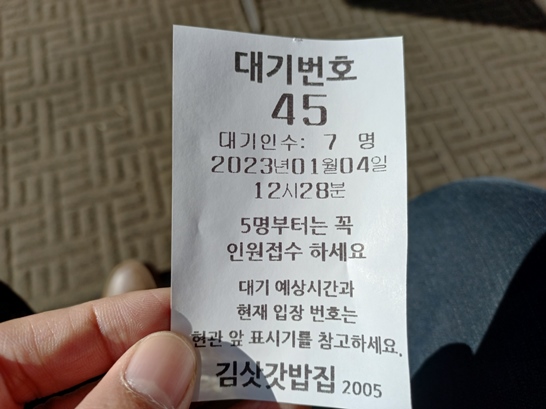 대기번호
45
대기인수: 7 명
2023년01월04일
12시28분
5명부터는 꼭
인원접수 하세요
대기 예상시간과
현재 입장 번호는
현관 앞 표시기를 참고하세요.
김삿갓밥집 2005